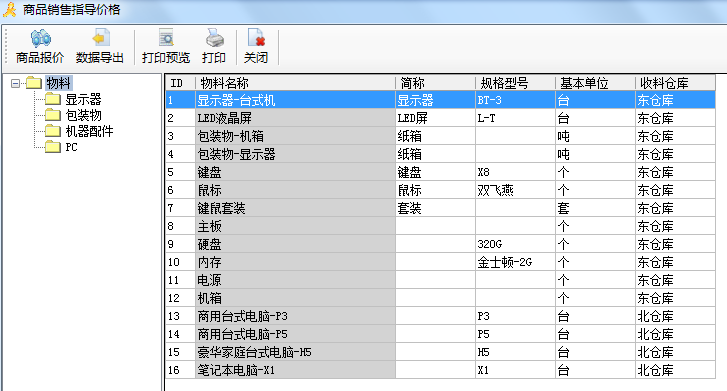 商品销售指导价格
商品报价 数据导出 打印预览 打印 关闭
物料
显示器
包装物
机器配件
PC
ID 物料名称 简称 规格型号 基本单位 收料仓库
1 显示器-台式机 显示器 BT-3 台 东仓库
2 LED液晶屏 LED屏 L-T 台 东仓库
3 包装物-机箱 纸箱 吨 东仓库
4 包装物-显示器 纸箱 吨 东仓库
5 键盘 键盘 X8 个 东仓库
6 鼠标 鼠标 双飞燕 个 东仓库
7 键鼠套装 套装 套 东仓库
8 主板 个 东仓库
9 硬盘 320G 个 东仓库
10 内存 金士顿-2G 个 东仓库
11 电源 个 东仓库
12 机箱 个 东仓库
13 商用台式电脑-P3 P3 台 北仓库
14 商用台式电脑-P5 P5 台 北仓库
15 豪华家庭台式电脑-H5 H5 台 北仓库
16 笔记本电脑-X1 X1 台 北仓库